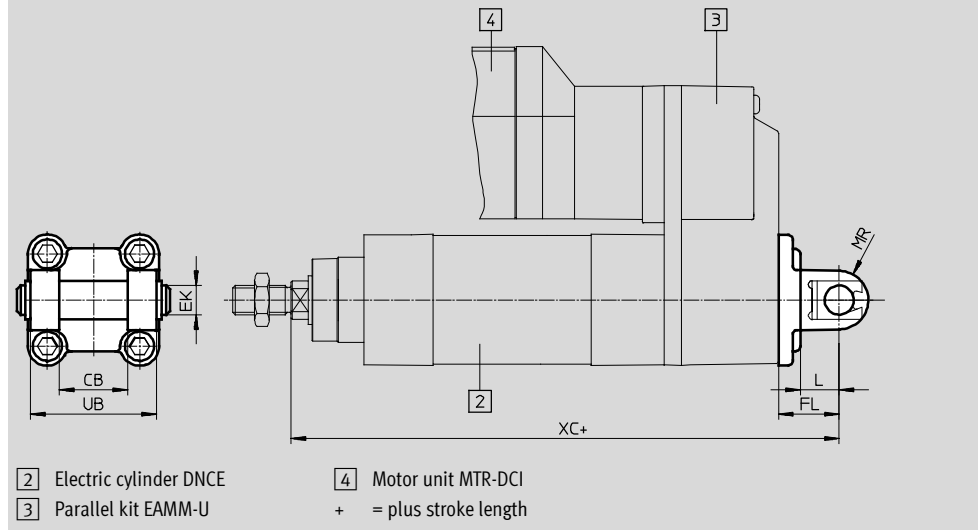 4
3
MR
EK
CB
UB
L
FL
2
XC+
2 Electric cylinder DNCE
3 Parallel kit EAMM-U
4 Motor unit MTR-DCI
+ = plus stroke length